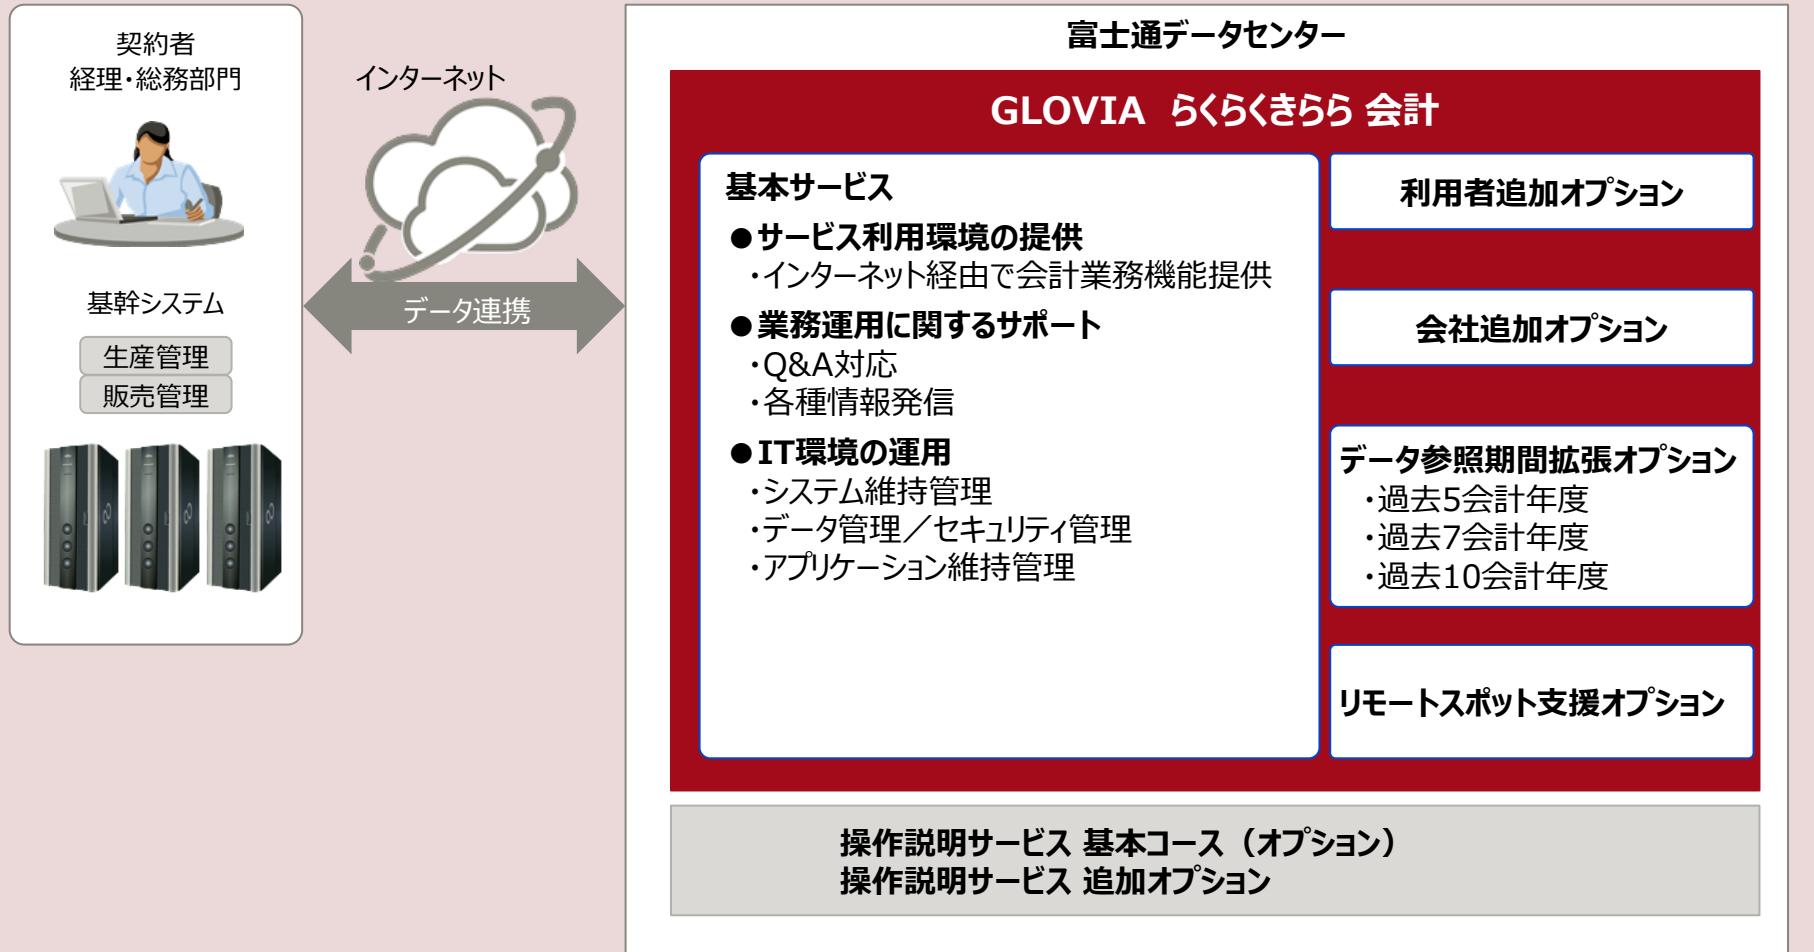 契約者
経理・総務部門
基幹システム
生産管理
販売管理
インターネット
データ連携
富士通データセンター
GLOVIA らくらくきらら 会計
基本サービス
●サービス利用環境の提供
・インターネット経由で会計業務機能提供
●業務運用に関するサポート
・Q&A対応
・各種情報発信
●IT環境の運用
・システム維持管理
・データ管理／セキュリティ管理
・アプリケーション維持管理
利用者追加オプション
会社追加オプション
データ参照期間拡張オプション
・過去5会計年度
・過去7会計年度
・過去10会計年度
リモートスポット支援オプション
操作説明サービス 基本コース（オプション）
操作説明サービス 追加オプション